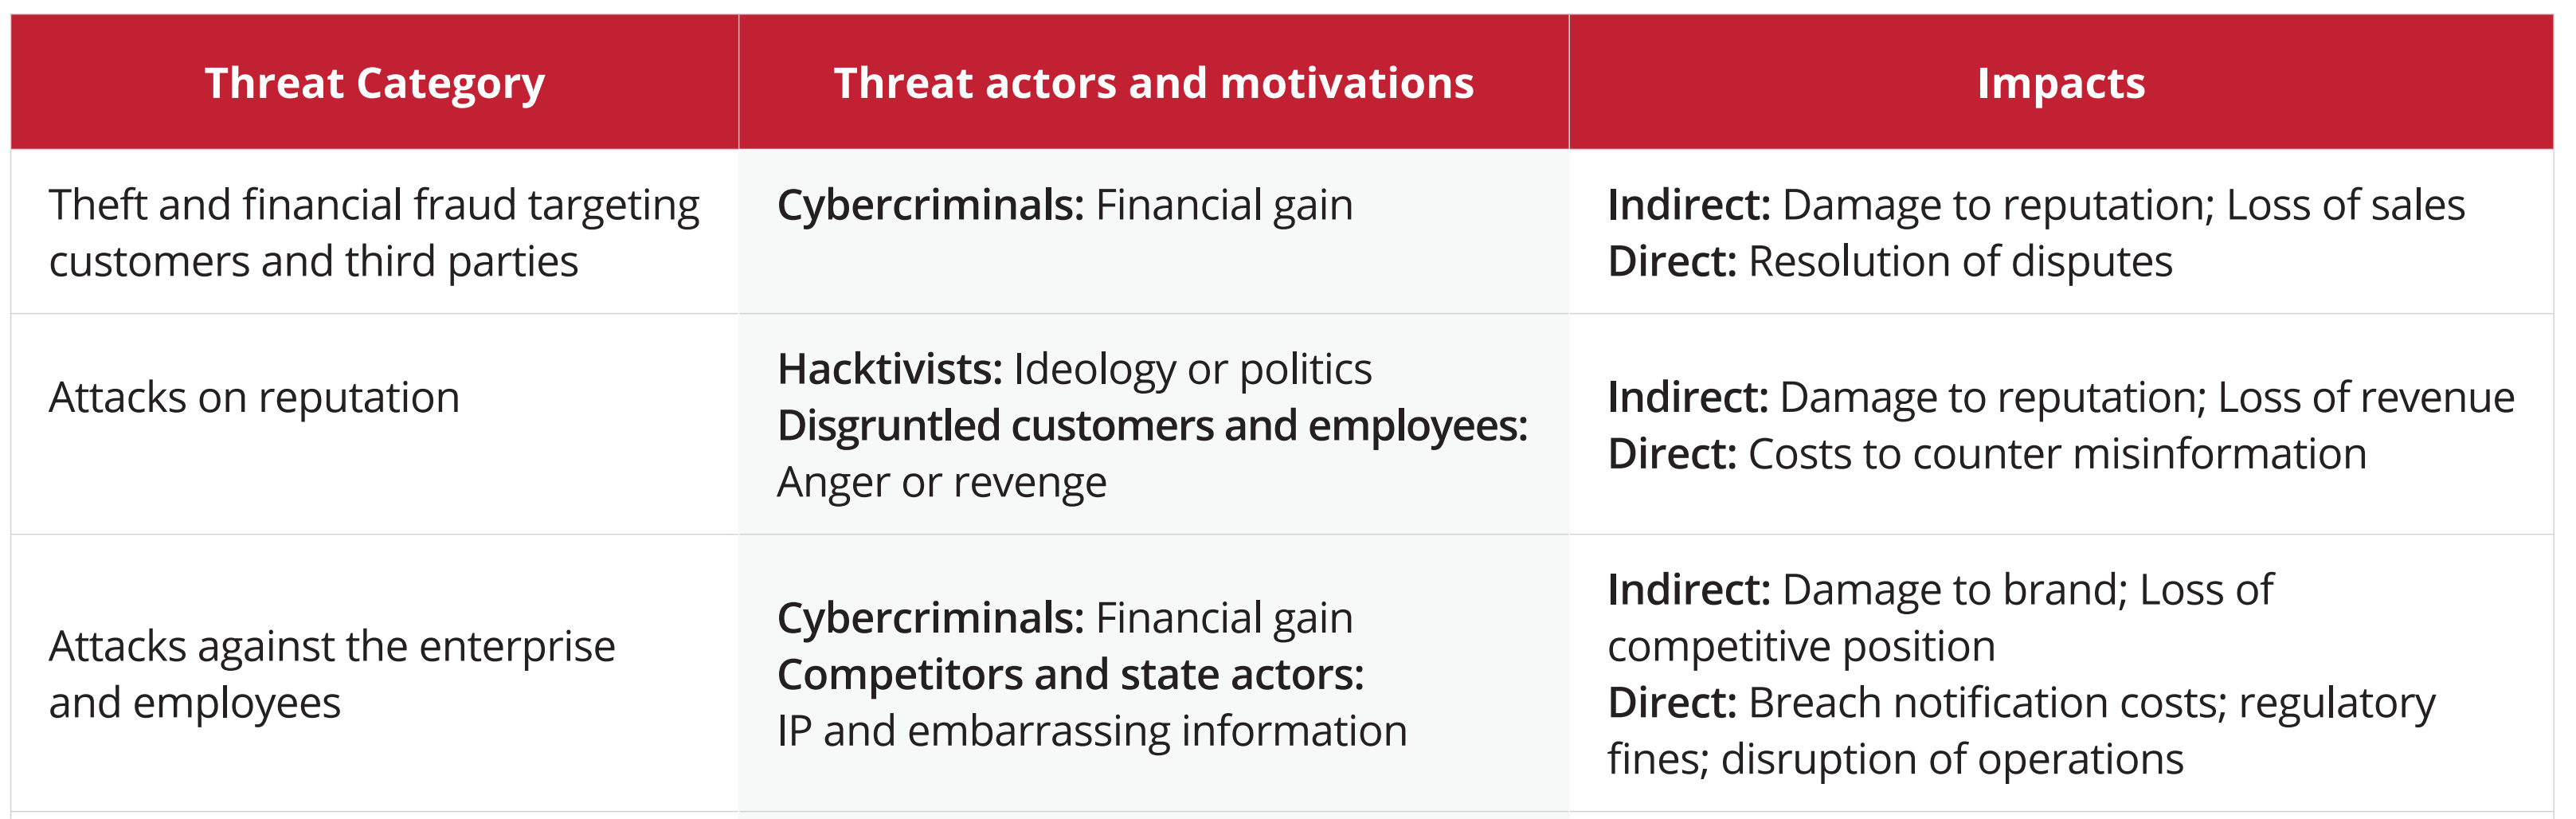 Threat Category
Threat actors and motivations
Impacts
Theft and financial fraud targeting
customers and third parties
Cybercriminals: Financial gain
Indirect: Damage to reputation; Loss of sales
Direct: Resolution of disputes
Attacks on reputation
Hacktivists: Ideology or politics
Disgruntled customers and employees:
Anger or revenge
Indirect: Damage to reputation; Loss of revenue
Direct: Costs to counter misinformation
Attacks against the enterprise
and employees
Cybercriminals: Financial gain
Competitors and state actors:
IP and embarrassing information
Indirect: Damage to brand; Loss of
competitive position
Direct: Breach notification costs; regulatory
fines; disruption of operations